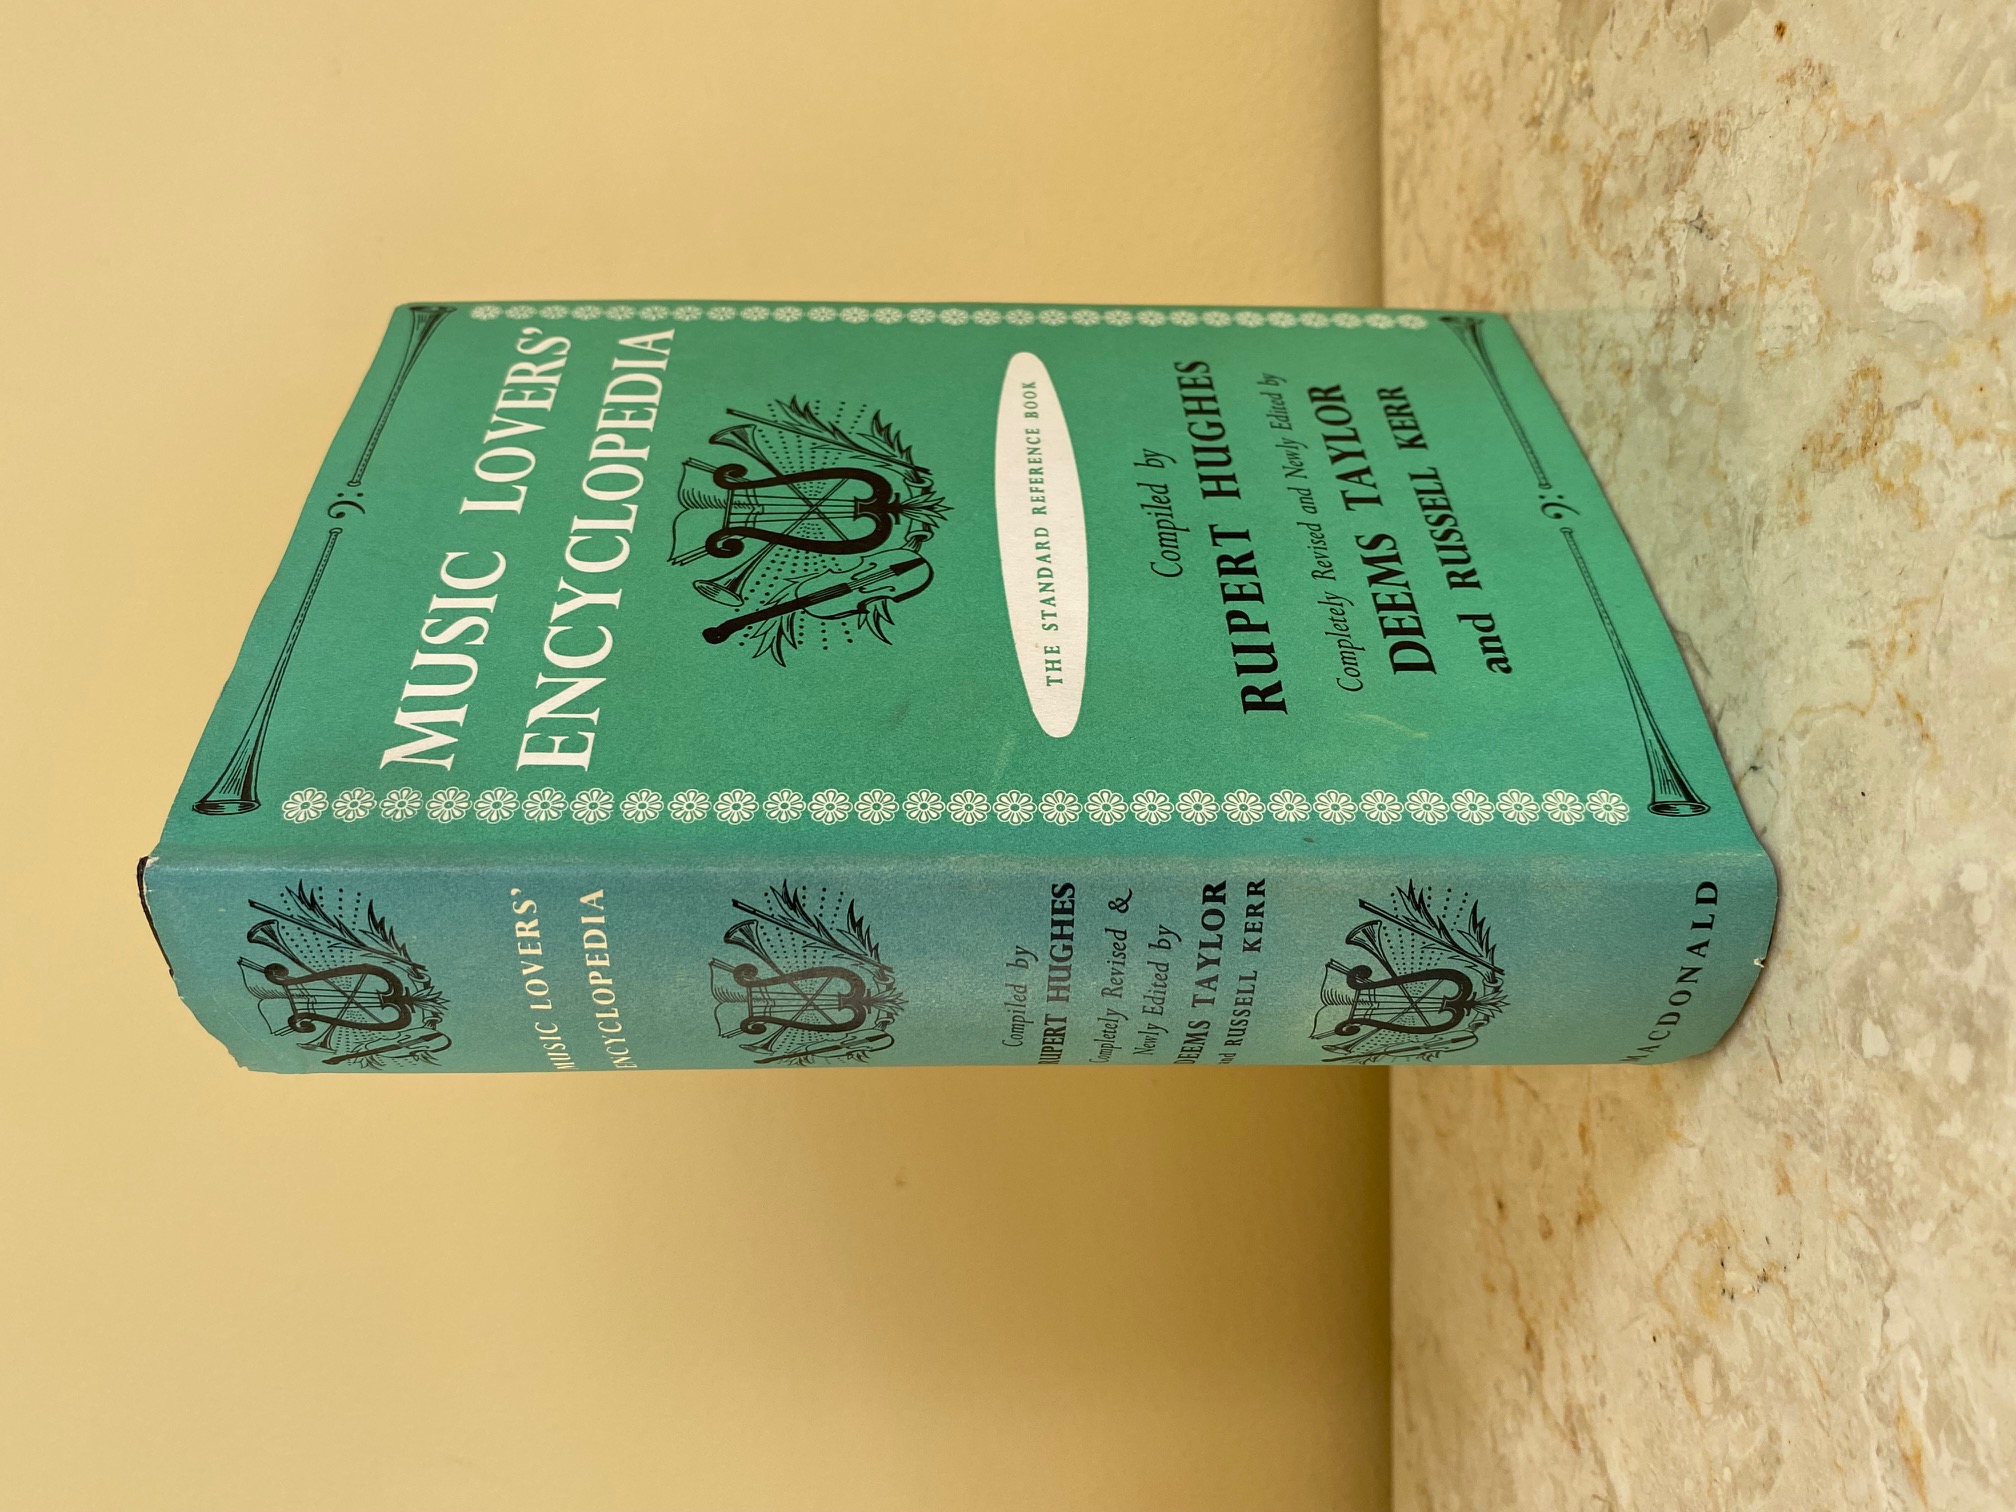 MUSIC LOVERS'
ENCYCLOPEDIA
THE STANDARD REFERENCE BOOK
Compiled by
RUPERT HUGHES
Completely Revised and Newly Edited by
DEEMS TAYLOR
and RUSSELL KERR
MUSIC LOVERS'
ENCYCLOPEDIA
Compiled by
RUPERT HUGHES
Completely Revised &
Newly Edited by
DEEMS TAYLOR
and RUSSELL KERR
MACDONALD